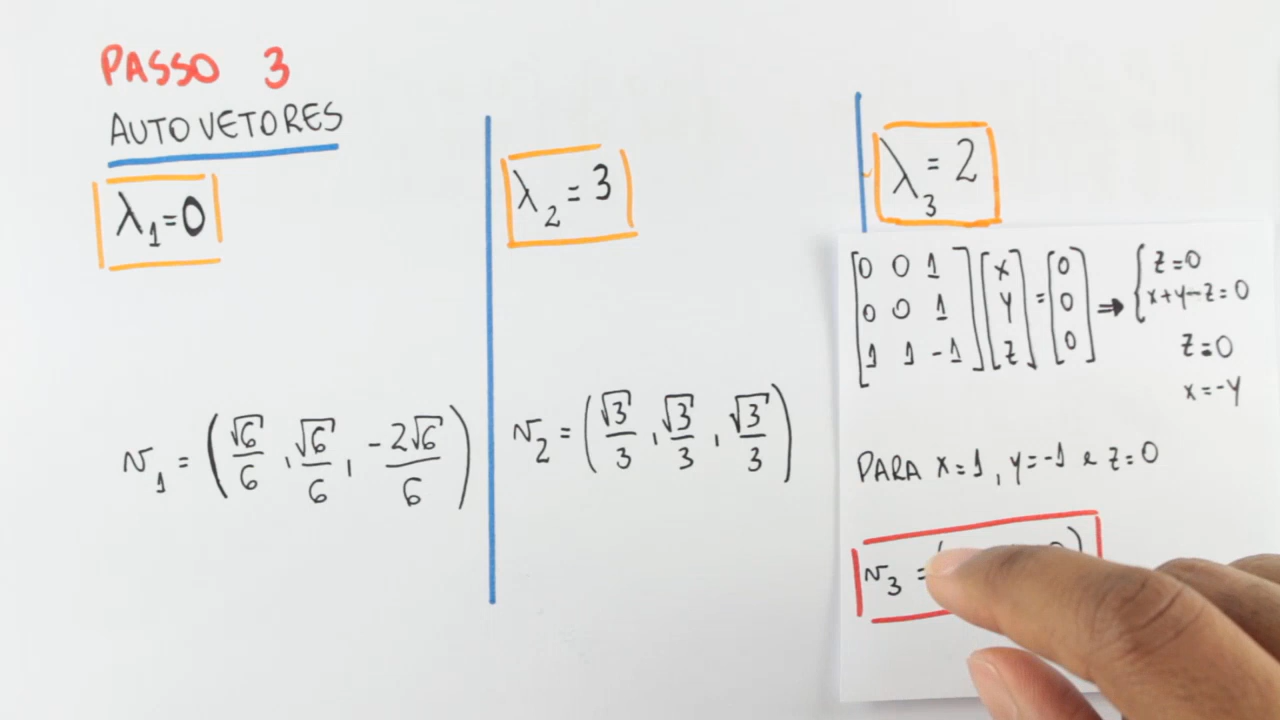 PASSO 3
AUTOVETORES
λ₁=0
λ₂=3
λ₃=2
[0 0 1] [x] = [0] ⇒ { z=0
[0 0 1] [y] = [0] { x+y-z=0
[1 1 -1] [z] = [0]
z=0
x=-y
v₁ = (√6/6, √6/6, -2√6/6)
v₂ = (√3/3, √3/3, √3/3)
PARA x=1, y=-1 e z=0
v₃ =